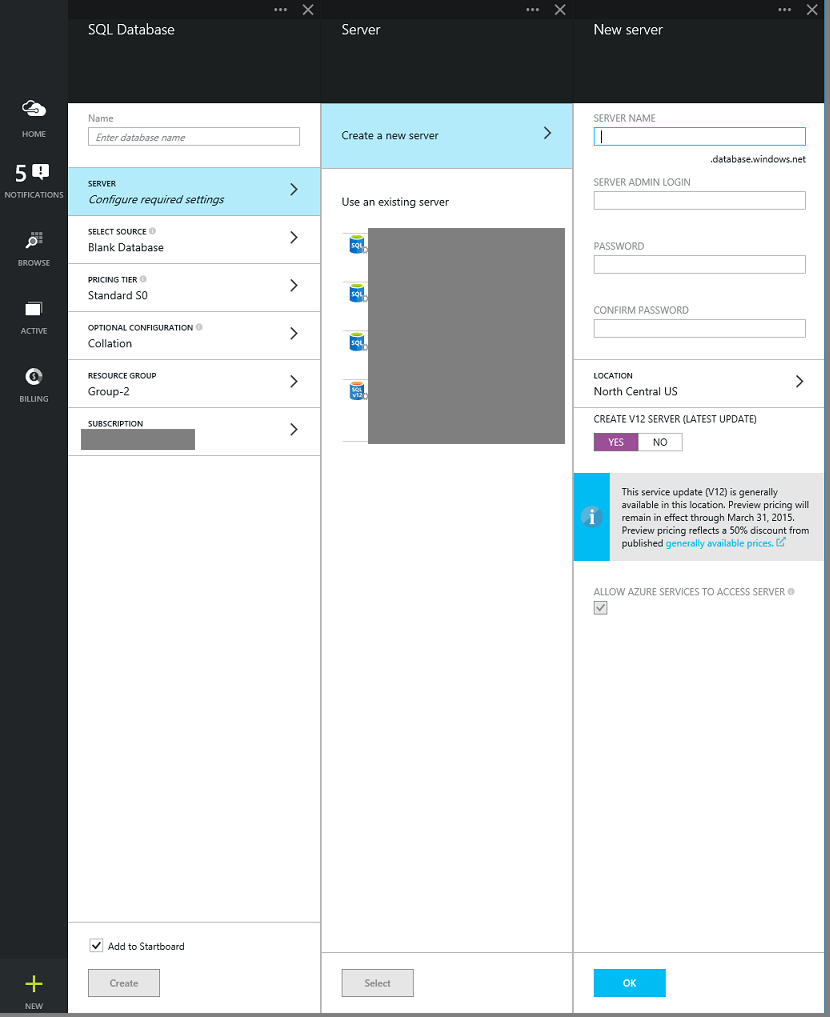 HOME
5
NOTIFICATIONS
BROWSE
ACTIVE
BILLING
NEW
SQL Database
Name
Enter database name
SERVER
Configure required settings
SELECT SOURCE
Blank Database
PRICING TIER
Standard S0
OPTIONAL CONFIGURATION
Collation
RESOURCE GROUP
Group-2
SUBSCRIPTION
Add to Startboard
Create
Server
Create a new server
Use an existing server
SQL
SQL
SQL
SQL
V12
Select
New server
SERVER NAME
.database.windows.net
SERVER ADMIN LOGIN
PASSWORD
CONFIRM PASSWORD
LOCATION
North Central US
CREATE V12 SERVER (LATEST UPDATE)
YES NO
This service update (V12) is generally
available in this location. Preview pricing will
remain in effect through March 31, 2015.
Preview pricing reflects a 50% discount from
published generally available prices.
ALLOW AZURE SERVICES TO ACCESS SERVER
OK